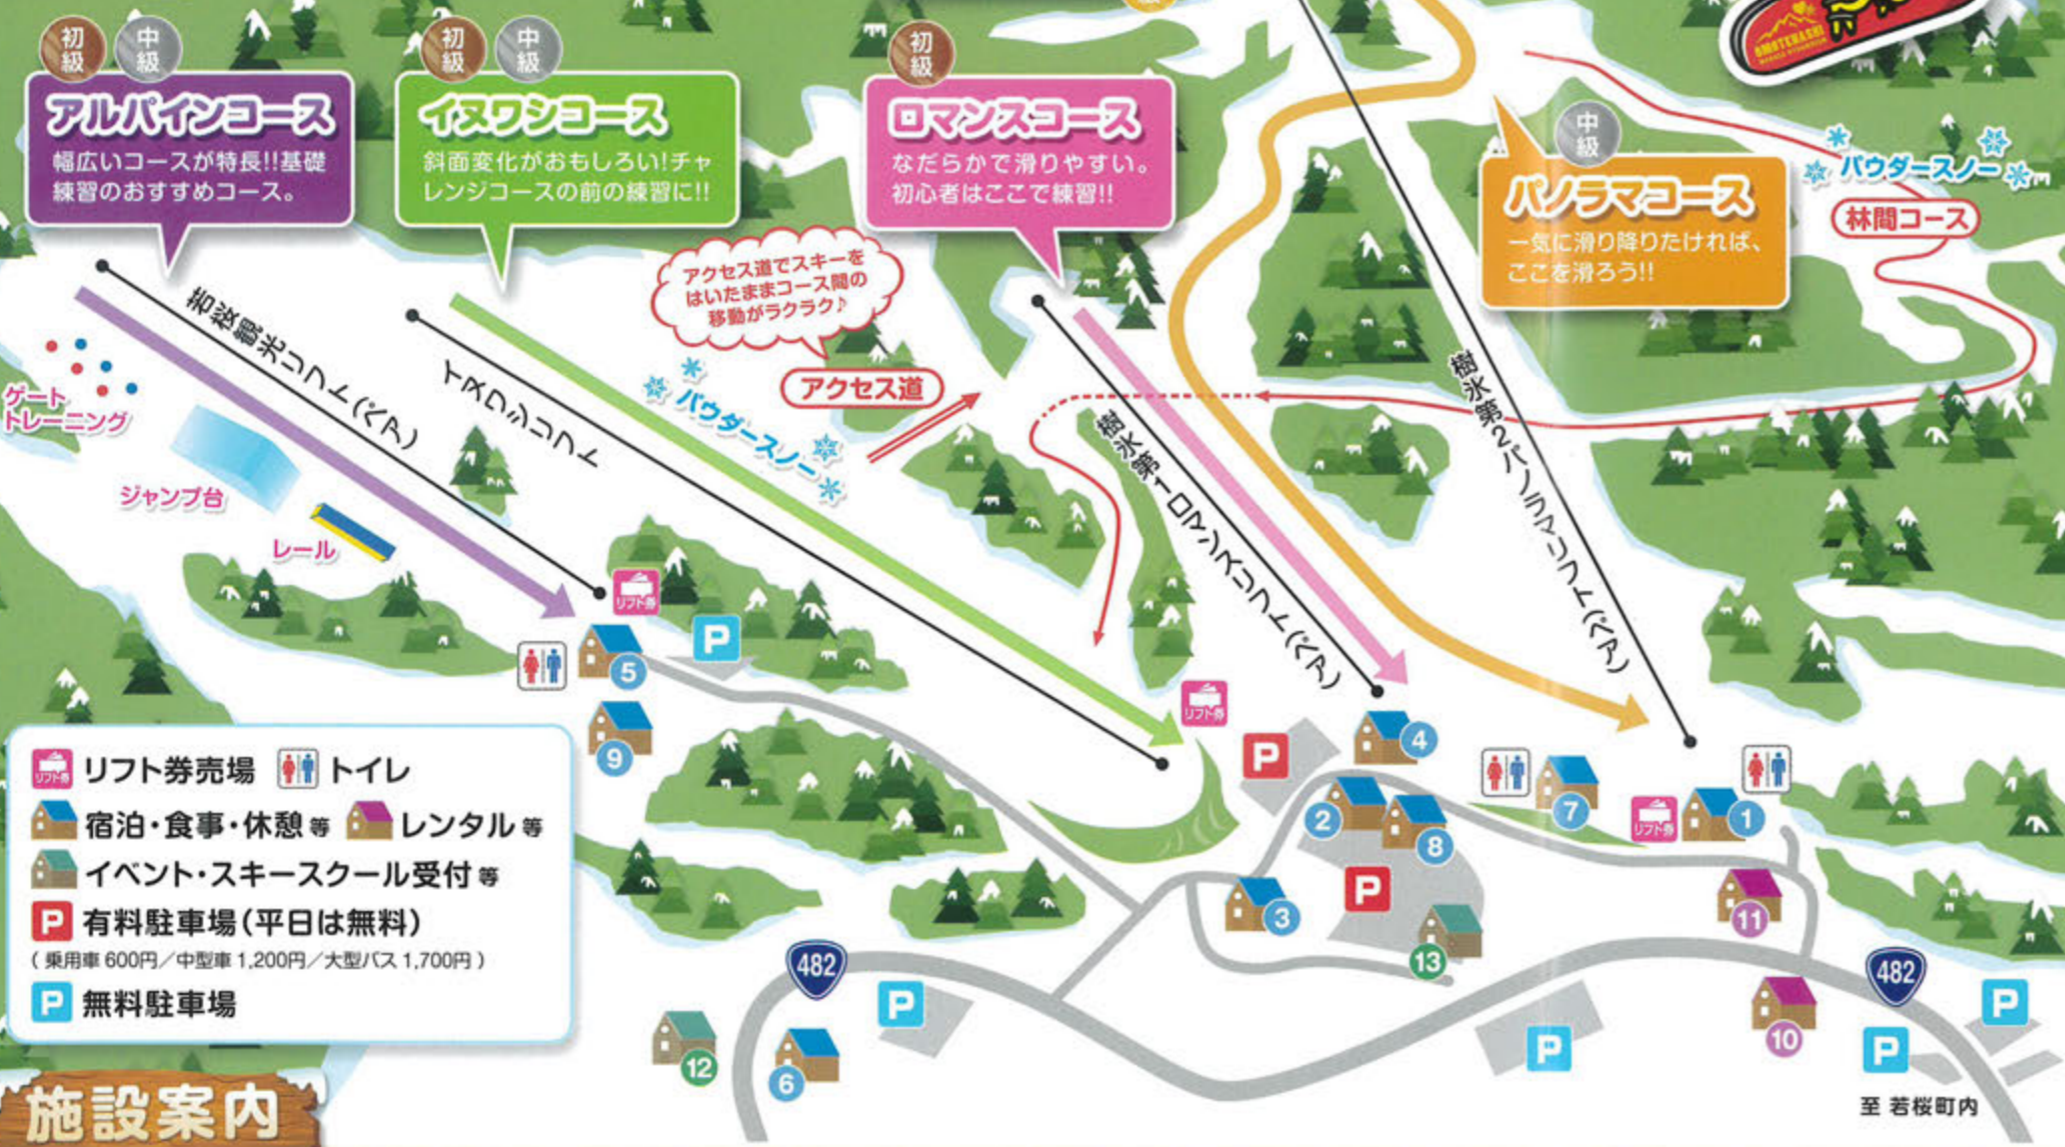 初級
中級
アルパインコース
幅広いコースが特長!!基礎
練習のおすすめコース。
初級
中級
イヌワシコース
斜面変化がおもしろい!チャ
レンジコースの前の練習に!!
初級
ロマンスコース
なだらかで滑りやすい。
初心者はここで練習!!
中級
パノラマコース
一気に滑り降りたければ、
ここを滑ろう!!
OMOTENASHI
パウダースノー
林間コース
アクセス道でスキーを
はいたままコース間の
移動がラクラク♪
アクセス道
若桜観光リフト(ペア)
イヌワシリフト
パウダースノー
樹氷第1ロマンスリフト(ペア)
樹氷第2パノラマリフト(ペア)
ゲート
トレーニング
ジャンプ台
レール
リフト券
P
5
9
リフト券
P
4
2
8
7
リフト券
1
P
3
13
11
482
P
12
6
P
10
482
P
P
至 若桜町内
リフト券
リフト券売場
トイレ
宿泊・食事・休憩 等
レンタル 等
イベント・スキースクール受付 等
P 有料駐車場(平日は無料)
( 乗用車 600円/中型車 1,200円/大型バス 1,700円 )
P 無料駐車場
施設案内